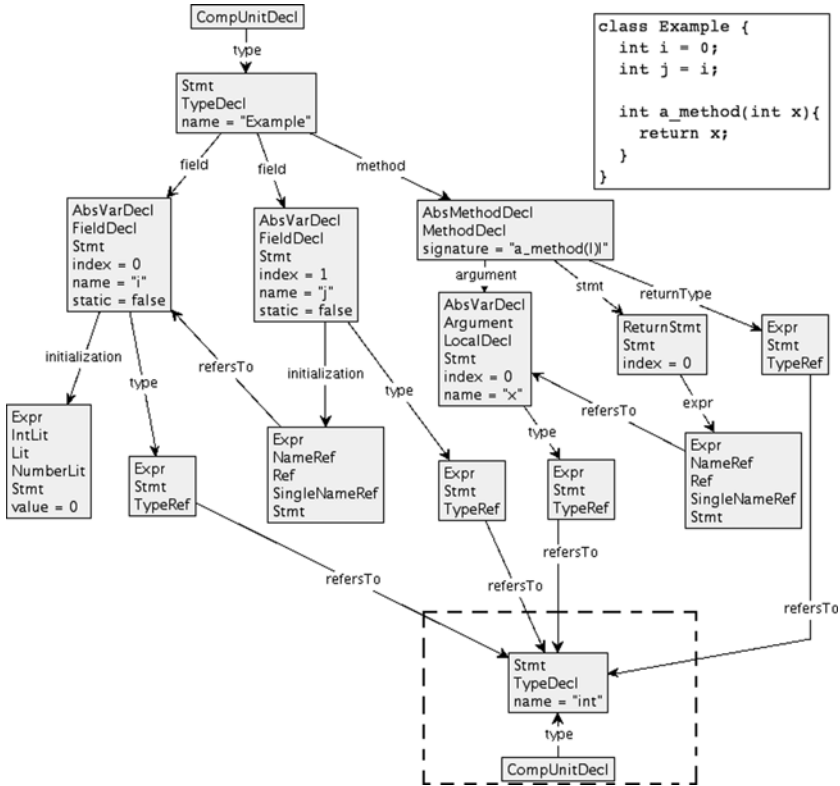 CompUnitDecl
type
Stmt
TypeDecl
name = "Example"
class Example {
int i = 0;
int j = i;
int a_method(int x){
return x;
}
}
field
field
method
AbsVarDecl
FieldDecl
Stmt
index = 0
name = "i"
static = false
AbsVarDecl
FieldDecl
Stmt
index = 1
name = "j"
static = false
AbsMethodDecl
MethodDecl
signature = "a_method(I)I"
argument
stmt
returnType
AbsVarDecl
Argument
LocalDecl
Stmt
index = 0
name = "x"
ReturnStmt
Stmt
index = 0
Expr
Stmt
TypeRef
initialization
type
refersTo
initialization
type
type
refersTo
expr
Expr
IntLit
Lit
NumberLit
Stmt
value = 0
Expr
Stmt
TypeRef
Expr
NameRef
Ref
SingleNameRef
Stmt
Expr
Stmt
TypeRef
Expr
Stmt
TypeRef
Expr
NameRef
Ref
SingleNameRef
Stmt
refersTo
refersTo
refersTo
refersTo
Stmt
TypeDecl
name = "int"
type
CompUnitDecl